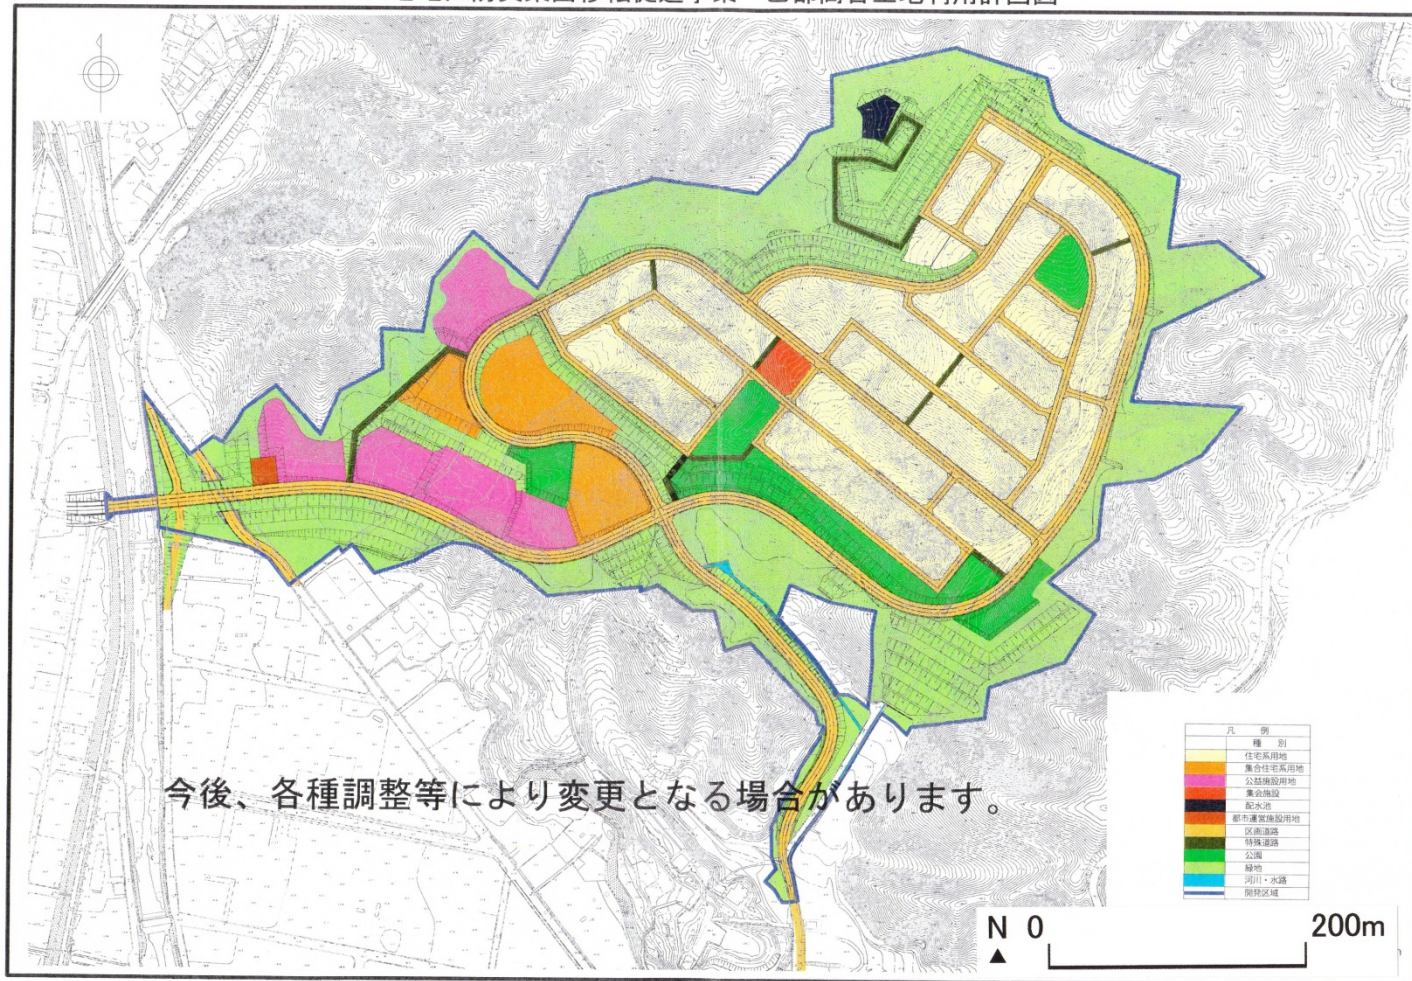 今後、各種調整等により変更となる場合があります。
凡 例
種 別
住宅系用地
集合住宅系用地
公益施設用地
集会施設
配水池
都市運営施設用地
区画道路
特殊道路
公園
緑地
河川・水路
開発区域
N 0 200m